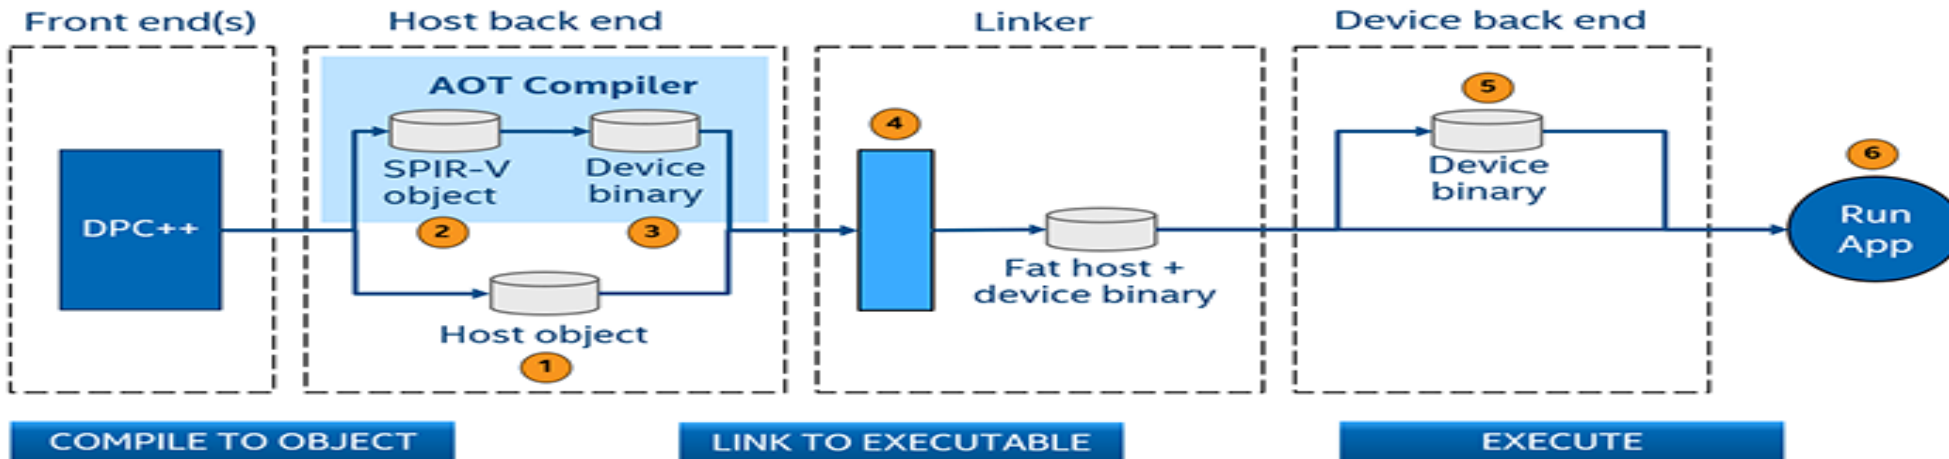 Front end(s)
Host back end
Linker
Device back end
AOT Compiler
DPC++
SPIR-V
object
Device
binary
2
3
Host object
1
4
Fat host +
device binary
5
Device
binary
6
Run
App
COMPILE TO OBJECT
LINK TO EXECUTABLE
EXECUTE